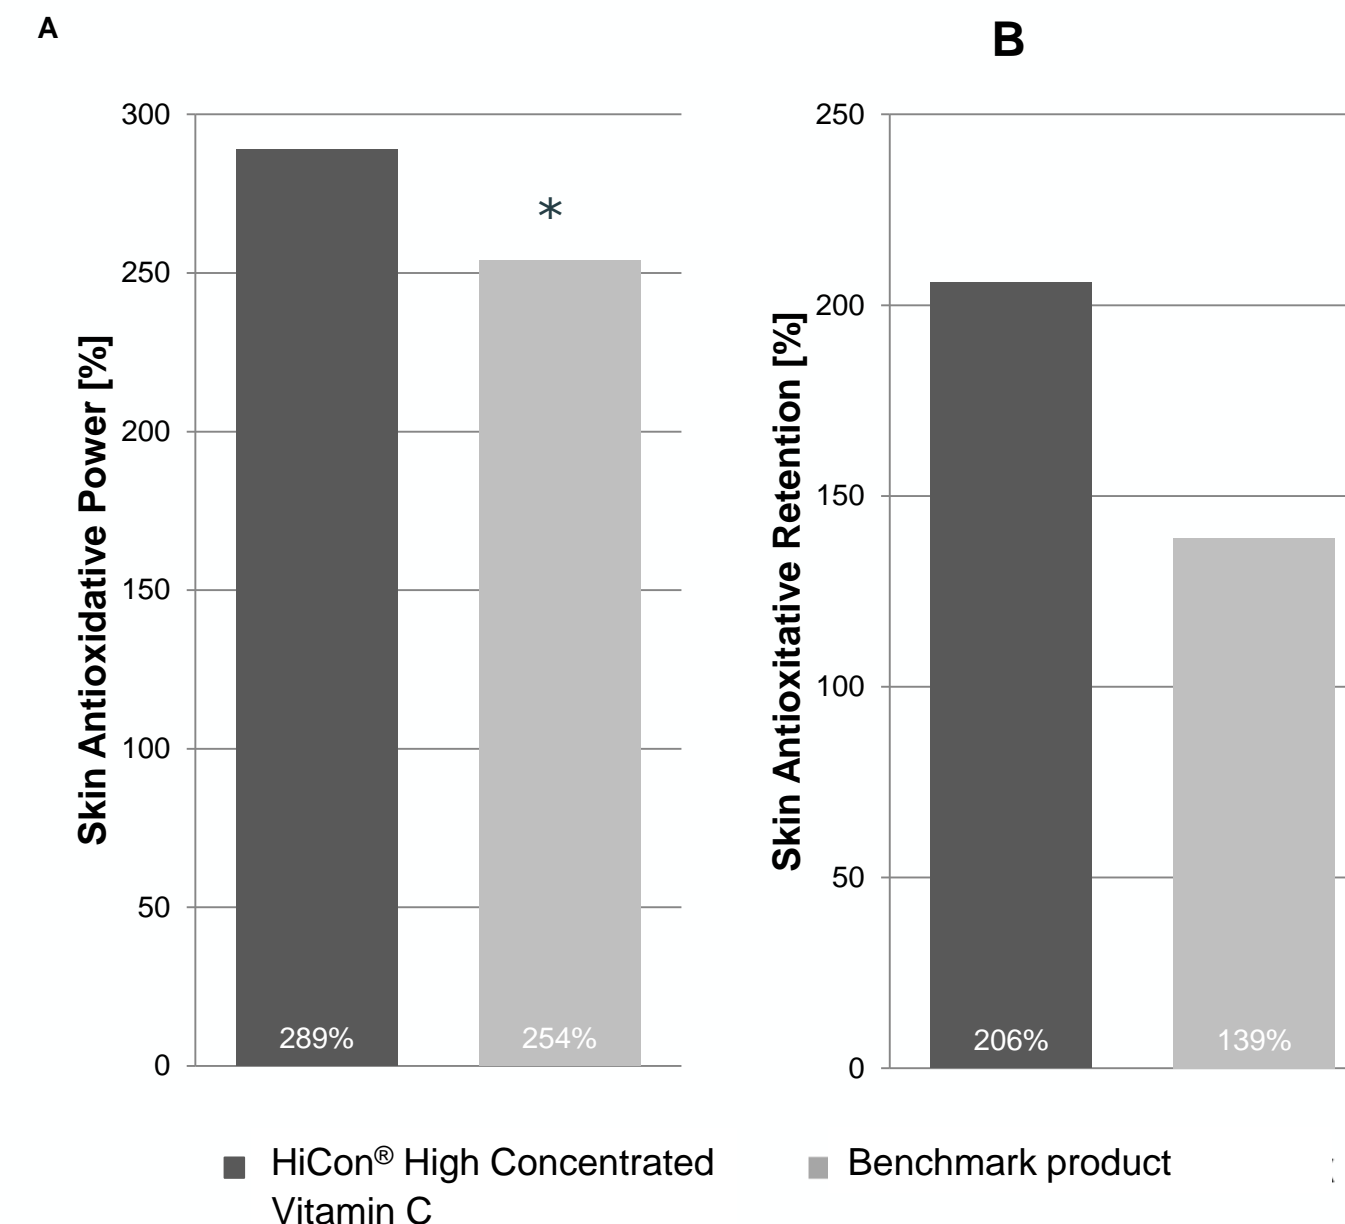 A
B
300
250
200
150
100
50
0
Skin Antioxidative Power [%]
*
289%
254%
250
200
150
100
50
0
Skin Antioxitative Retention [%]
206%
139%
HiCon® High Concentrated
Vitamin C
Benchmark product